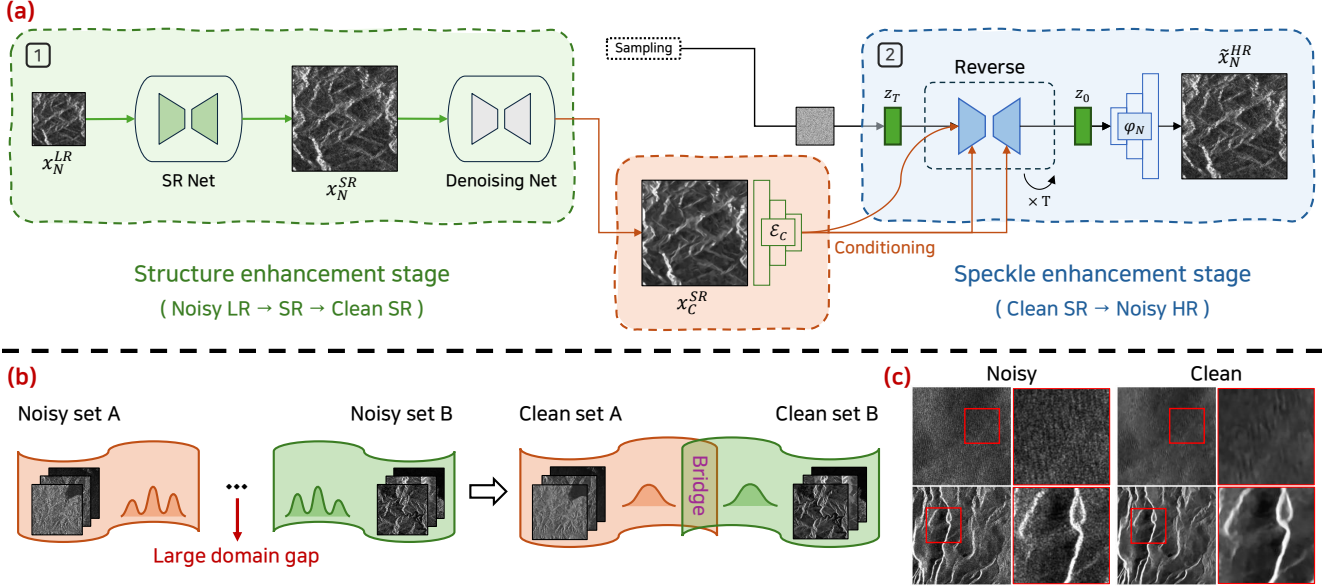 (a)
1
Sampling
2
x̃_N^HR
Reverse
z_T
z_0
φ_N
x_N^LR
SR Net
x_N^SR
Denoising Net
× T
ℰ_C
Conditioning
x_C^SR
Structure enhancement stage
( Noisy LR → SR → Clean SR )
Speckle enhancement stage
( Clean SR → Noisy HR )
(b)
(c)
Noisy
Clean
Noisy set A
Noisy set B
Clean set A
Clean set B
Bridge
...
Large domain gap